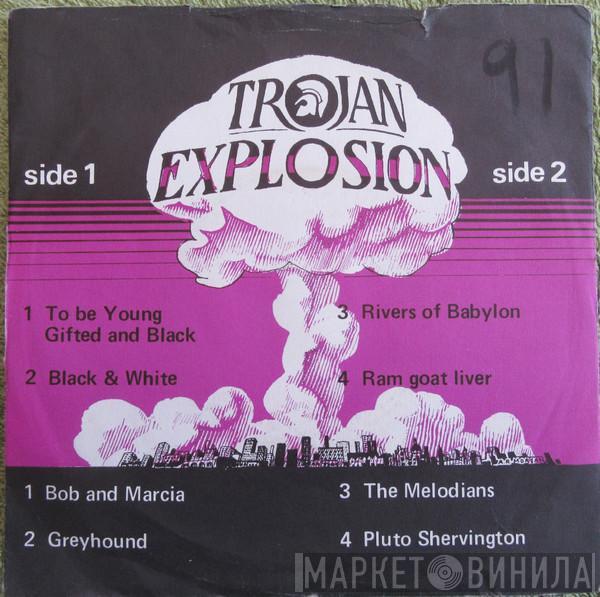 91
TROJAN
EXPLOSION
side 1
side 2
1 To be Young
Gifted and Black
2 Black & White
3 Rivers of Babylon
4 Ram goat liver
1 Bob and Marcia
2 Greyhound
3 The Melodians
4 Pluto Shervington
МАРКЕТ ВИНИЛА